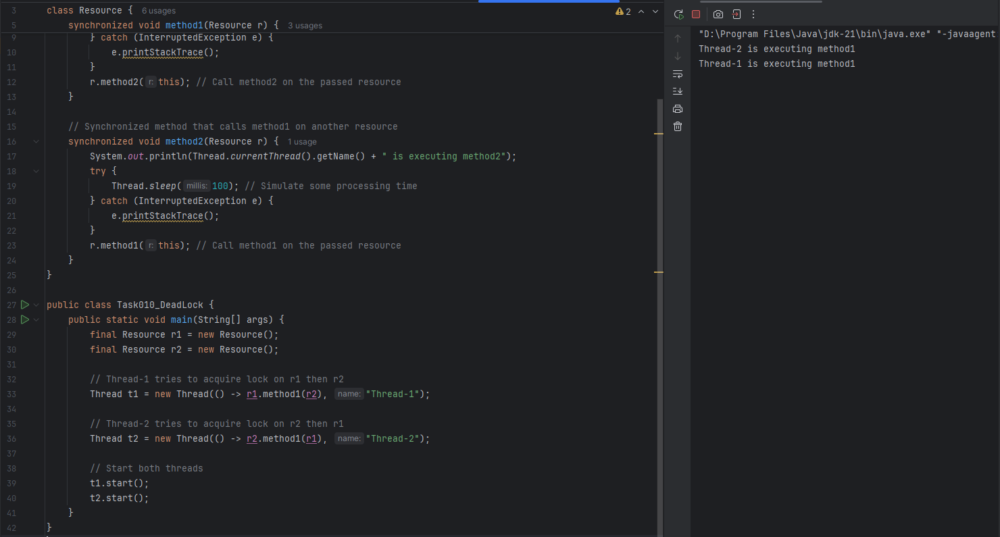 3 class Resource { 6 usages
5 synchronized void method1(Resource r) { 3 usages
9 } catch (InterruptedException e) {
10 e.printStackTrace();
11 }
12 r.method2( r: this); // Call method2 on the passed resource
13 }
14
15 // Synchronized method that calls method1 on another resource
16 synchronized void method2(Resource r) { 1 usage
17 System.out.println(Thread.currentThread().getName() + " is executing method2");
18 try {
19 Thread.sleep( millis: 100); // Simulate some processing time
20 } catch (InterruptedException e) {
21 e.printStackTrace();
22 }
23 r.method1( r: this); // Call method1 on the passed resource
24 }
25 }
26
27 public class Task010_DeadLock {
28 public static void main(String[] args) {
29 final Resource r1 = new Resource();
30 final Resource r2 = new Resource();
31
32 // Thread-1 tries to acquire lock on r1 then r2
33 Thread t1 = new Thread(() -> r1.method1(r2), name: "Thread-1");
34
35 // Thread-2 tries to acquire lock on r2 then r1
36 Thread t2 = new Thread(() -> r2.method1(r1), name: "Thread-2");
37
38 // Start both threads
39 t1.start();
40 t2.start();
41 }
42 }
2
"D:\Program Files\Java\jdk-21\bin\java.exe" "-javaagent
Thread-2 is executing method1
Thread-1 is executing method1